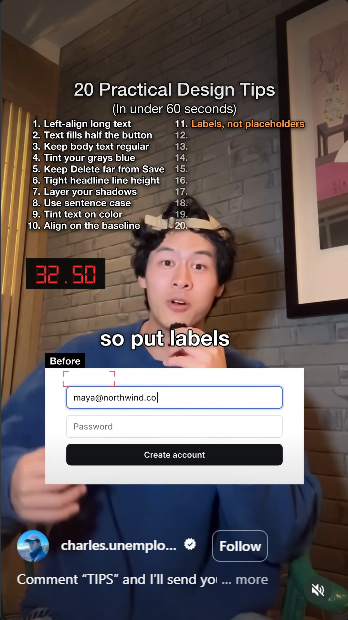 20 Practical Design Tips
(In under 60 seconds)
1. Left-align long text
2. Text fills half the button
3. Keep body text regular
4. Tint your grays blue
5. Keep Delete far from Save
6. Tight headline line height
7. Layer your shadows
8. Use sentence case
9. Tint text on color
10. Align on the baseline
11. Labels, not placeholders
12.
13.
14.
15.
16.
17.
18.
19.
20.
32.50
so put labels
Before
maya@northwind.co
Password
Create account
charles.unemplo...
Follow
Comment “TIPS” and I’ll send you ... more